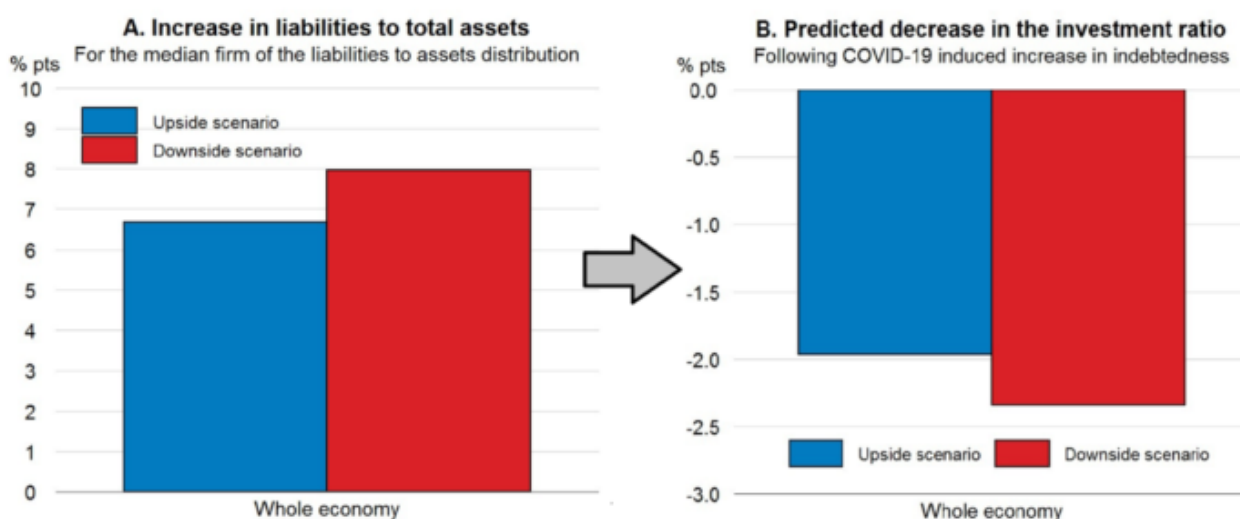 A. Increase in liabilities to total assets
For the median firm of the liabilities to assets distribution
% pts
10
9
8
7
6
5
4
3
2
1
0
Upside scenario
Downside scenario
Whole economy
B. Predicted decrease in the investment ratio
Following COVID-19 induced increase in indebtedness
% pts
0.0
-0.5
-1.0
-1.5
-2.0
-2.5
-3.0
Upside scenario Downside scenario
Whole economy